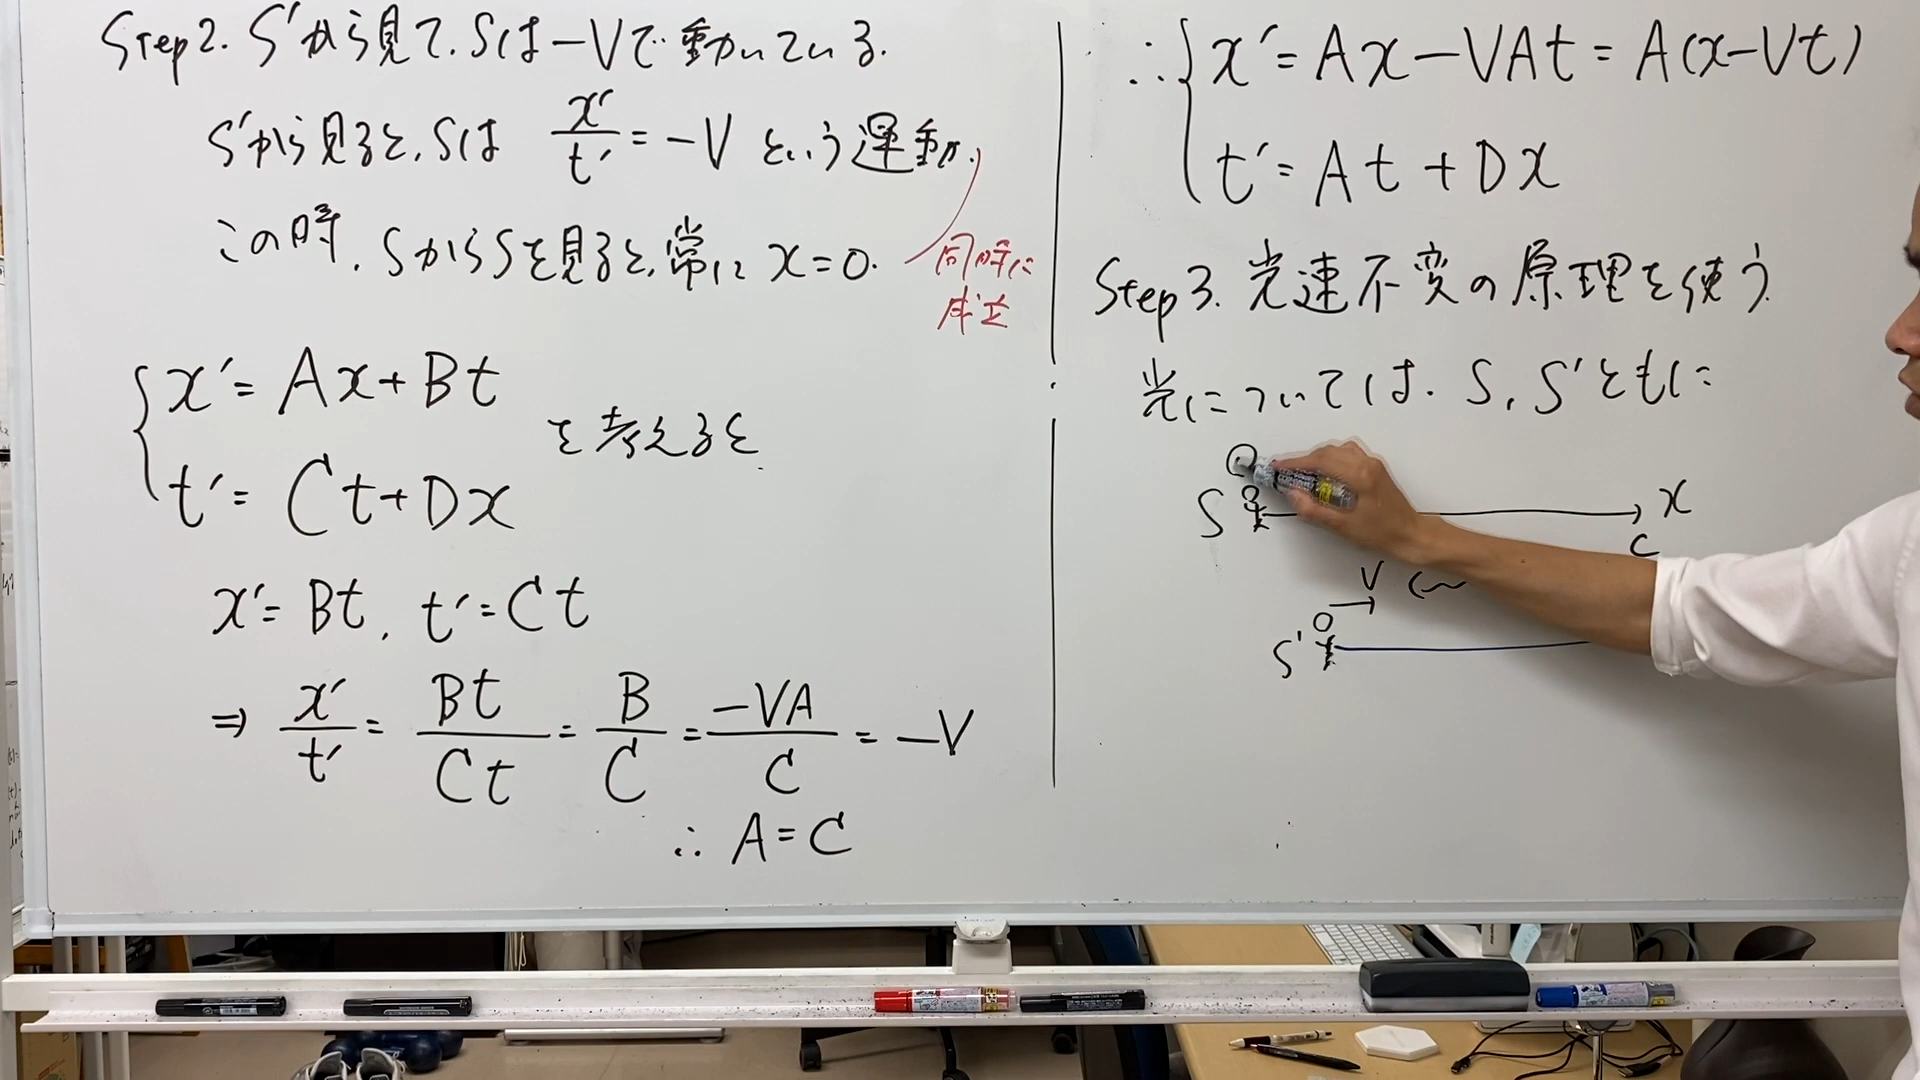 Step2. S'から見て、Sは-Vで動いている.
S'から見ると、Sは x'/t' = -V という運動.
この時、SからSを見ると、常に x=0.
同時に
成立
x' = Ax+Bt
t' = Ct+Dx
を考えると
x'=Bt, t'=Ct
⇒ x'/t' = Bt/Ct = B/C = -VA/C = -V
∴ A=C
∴ x' = Ax-VAt = A(x-Vt)
t' = At+Dx
Step3. 光速不変の原理を使う.
光については、S, S'ともに
S x
c
V
S'